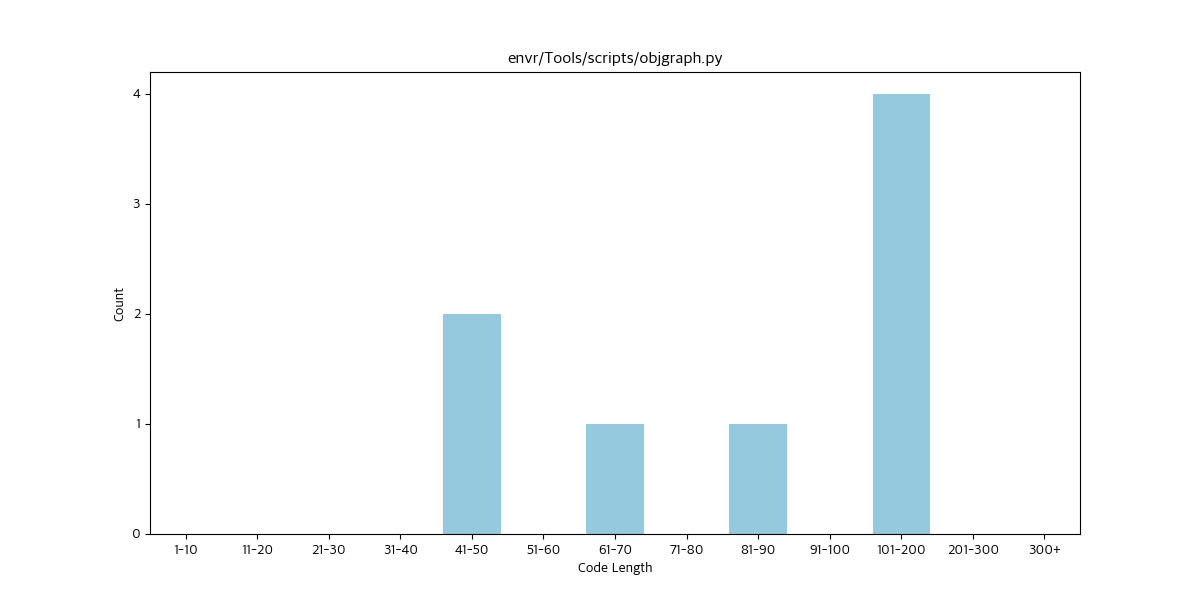 envr/Tools/scripts/objgraph.py
4
3
2
1
0
Count
1-10 11-20 21-30 31-40 41-50 51-60 61-70 71-80 81-90 91-100 101-200 201-300 300+
Code Length